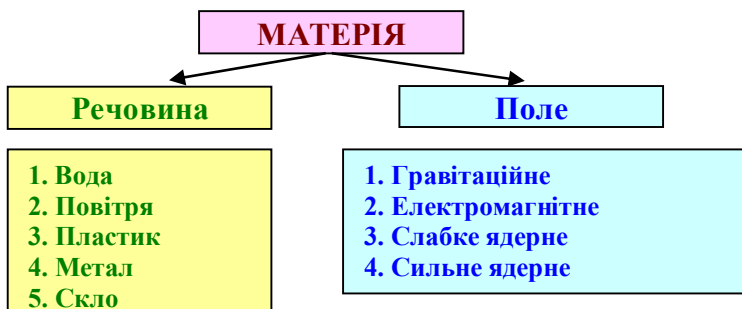 МАТЕРІЯ
Речовина
Поле
1. Вода
2. Повітря
3. Пластик
4. Метал
5. Скло
1. Гравітаційне
2. Електромагнітне
3. Слабке ядерне
4. Сильне ядерне